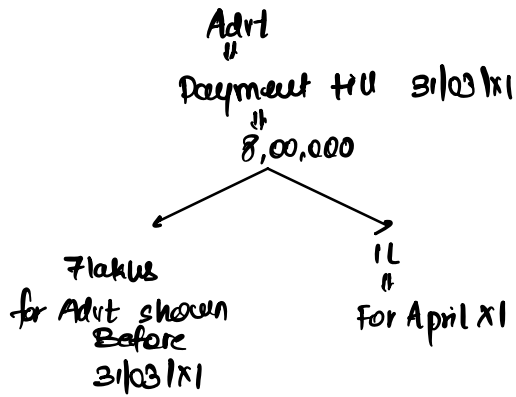 Advt
Payment till 31/03/X1
8,00,000
7lakhs
for Advt shown
Before
31/03/X1
1L
For April X1